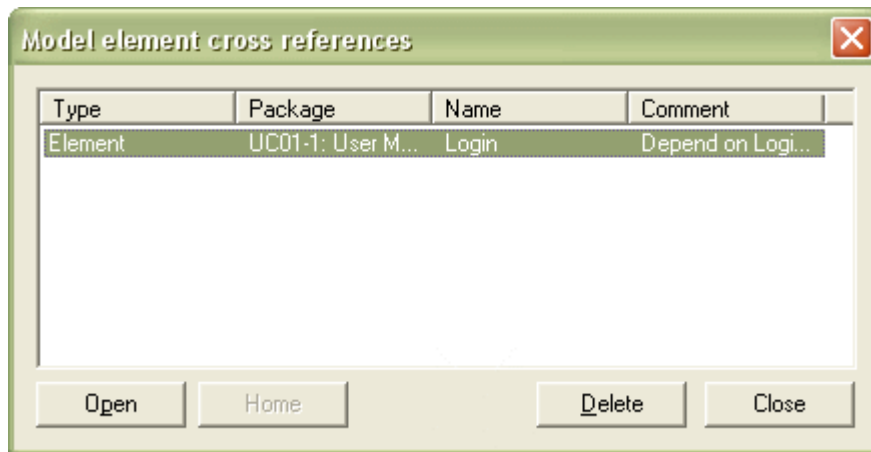 Model element cross references
Type Package Name Comment
Element UC01-1: User M... Login Depend on Logi...
Open Home Delete Close